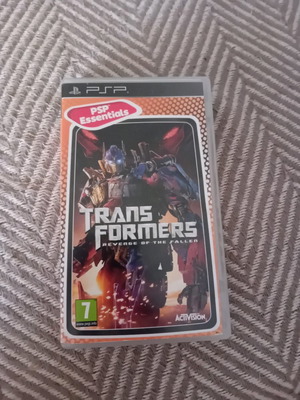 PSP
PSP
Essentials
TRANS
FORMERS
REVENGE OF THE FALLEN
7
ACTIVISION